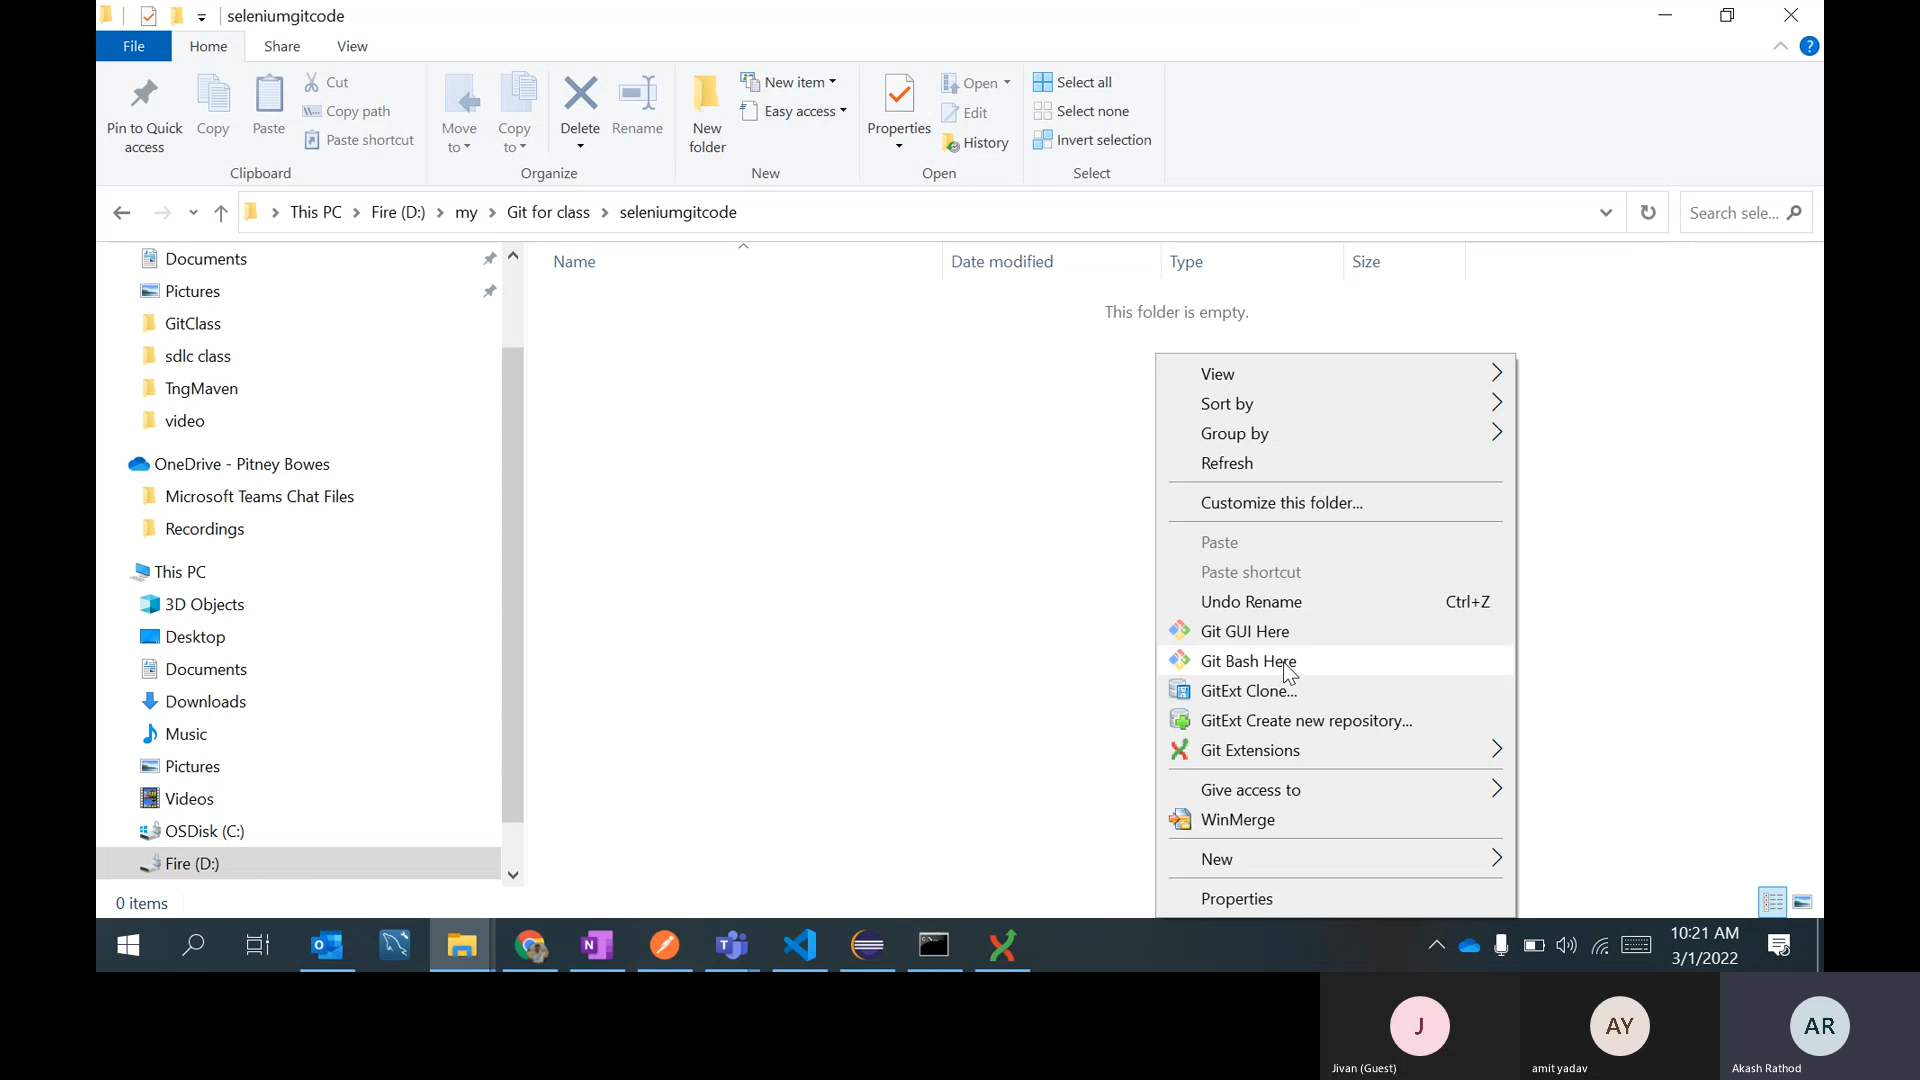 seleniumgitcode
File
Home
Share
View
Pin to Quick access
Copy
Paste
Cut
Copy path
Paste shortcut
Clipboard
Move to
Copy to
Delete
Rename
Organize
New folder
New item
Easy access
New
Properties
Open
Edit
History
Open
Select all
Select none
Invert selection
Select
This PC > Fire (D:) > my > Git for class > seleniumgitcode
Search sele...
Name
Date modified
Type
Size
This folder is empty.
Documents
Pictures
GitClass
sdlc class
TngMaven
video
OneDrive - Pitney Bowes
Microsoft Teams Chat Files
Recordings
This PC
3D Objects
Desktop
Documents
Downloads
Music
Pictures
Videos
OSDisk (C:)
Fire (D:)
View
Sort by
Group by
Refresh
Customize this folder...
Paste
Paste shortcut
Undo Rename Ctrl+Z
Git GUI Here
Git Bash Here
GitExt Clone...
GitExt Create new repository...
Git Extensions
Give access to
WinMerge
New
Properties
0 items
10:21 AM
3/1/2022
J
Jivan (Guest)
AY
amit yadav
AR
Akash Rathod